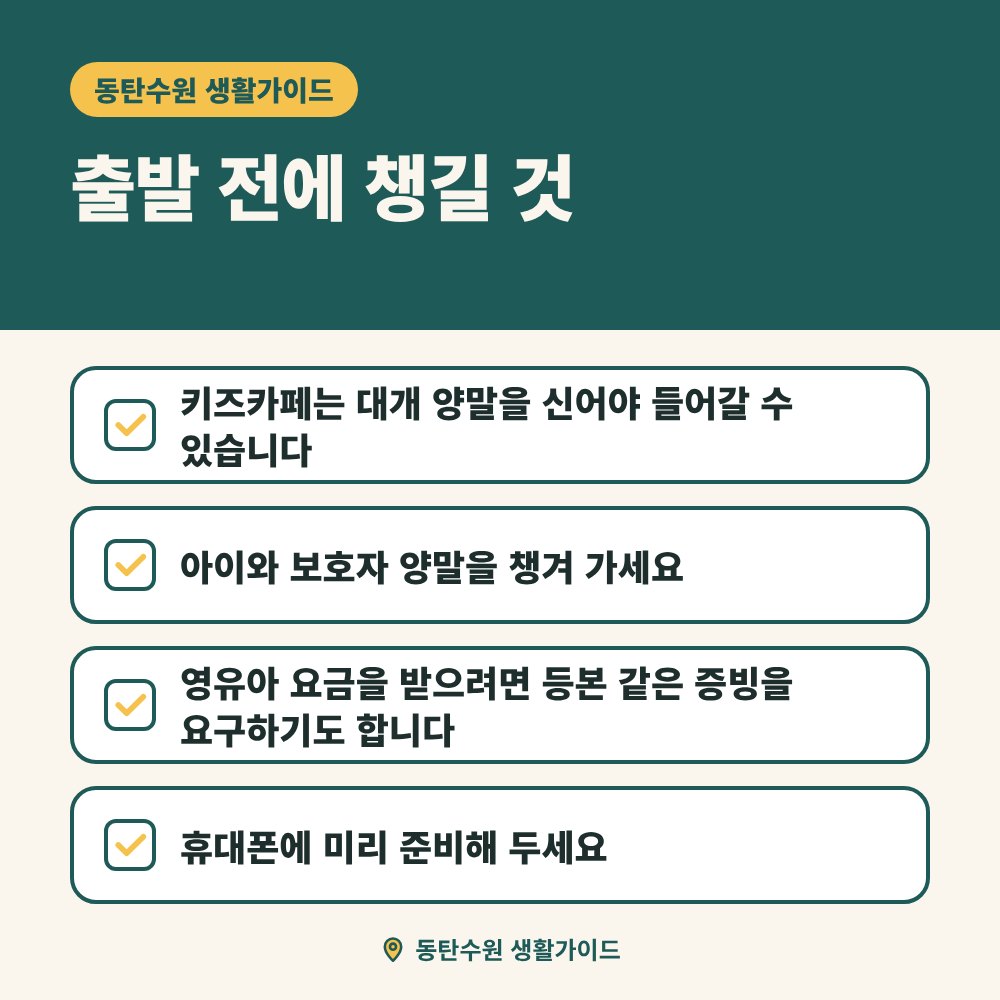 동탄수원 생활가이드
출발 전에 챙길 것
키즈카페는 대개 양말을 신어야 들어갈 수
있습니다
아이와 보호자 양말을 챙겨 가세요
영유아 요금을 받으려면 등본 같은 증빙을
요구하기도 합니다
휴대폰에 미리 준비해 두세요
동탄수원 생활가이드